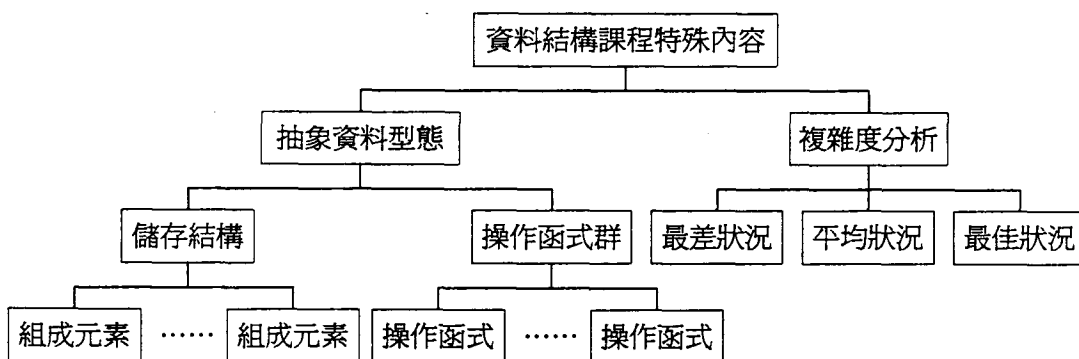 資料結構課程特殊內容
抽象資料型態 複雜度分析
儲存結構 操作函式群 最差狀況 平均狀況 最佳狀況
組成元素 …… 組成元素 操作函式 …… 操作函式